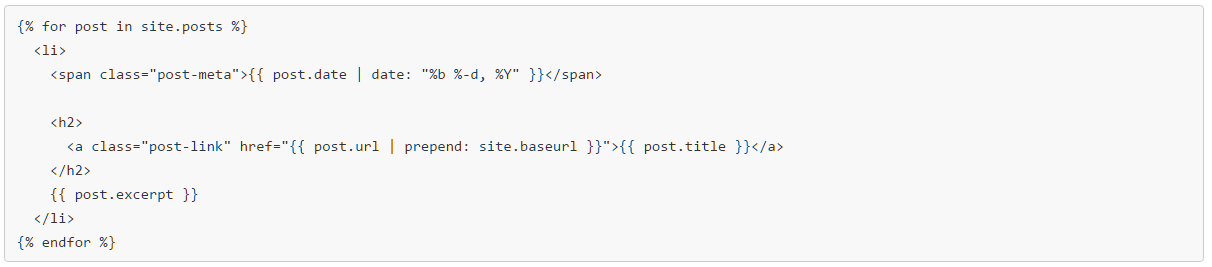 {% for post in site.posts %}
<li>
<span class="post-meta">{{ post.date | date: "%b %-d, %Y" }}</span>
<h2>
<a class="post-link" href="{{ post.url | prepend: site.baseurl }}">{{ post.title }}</a>
</h2>
{{ post.excerpt }}
</li>
{% endfor %}